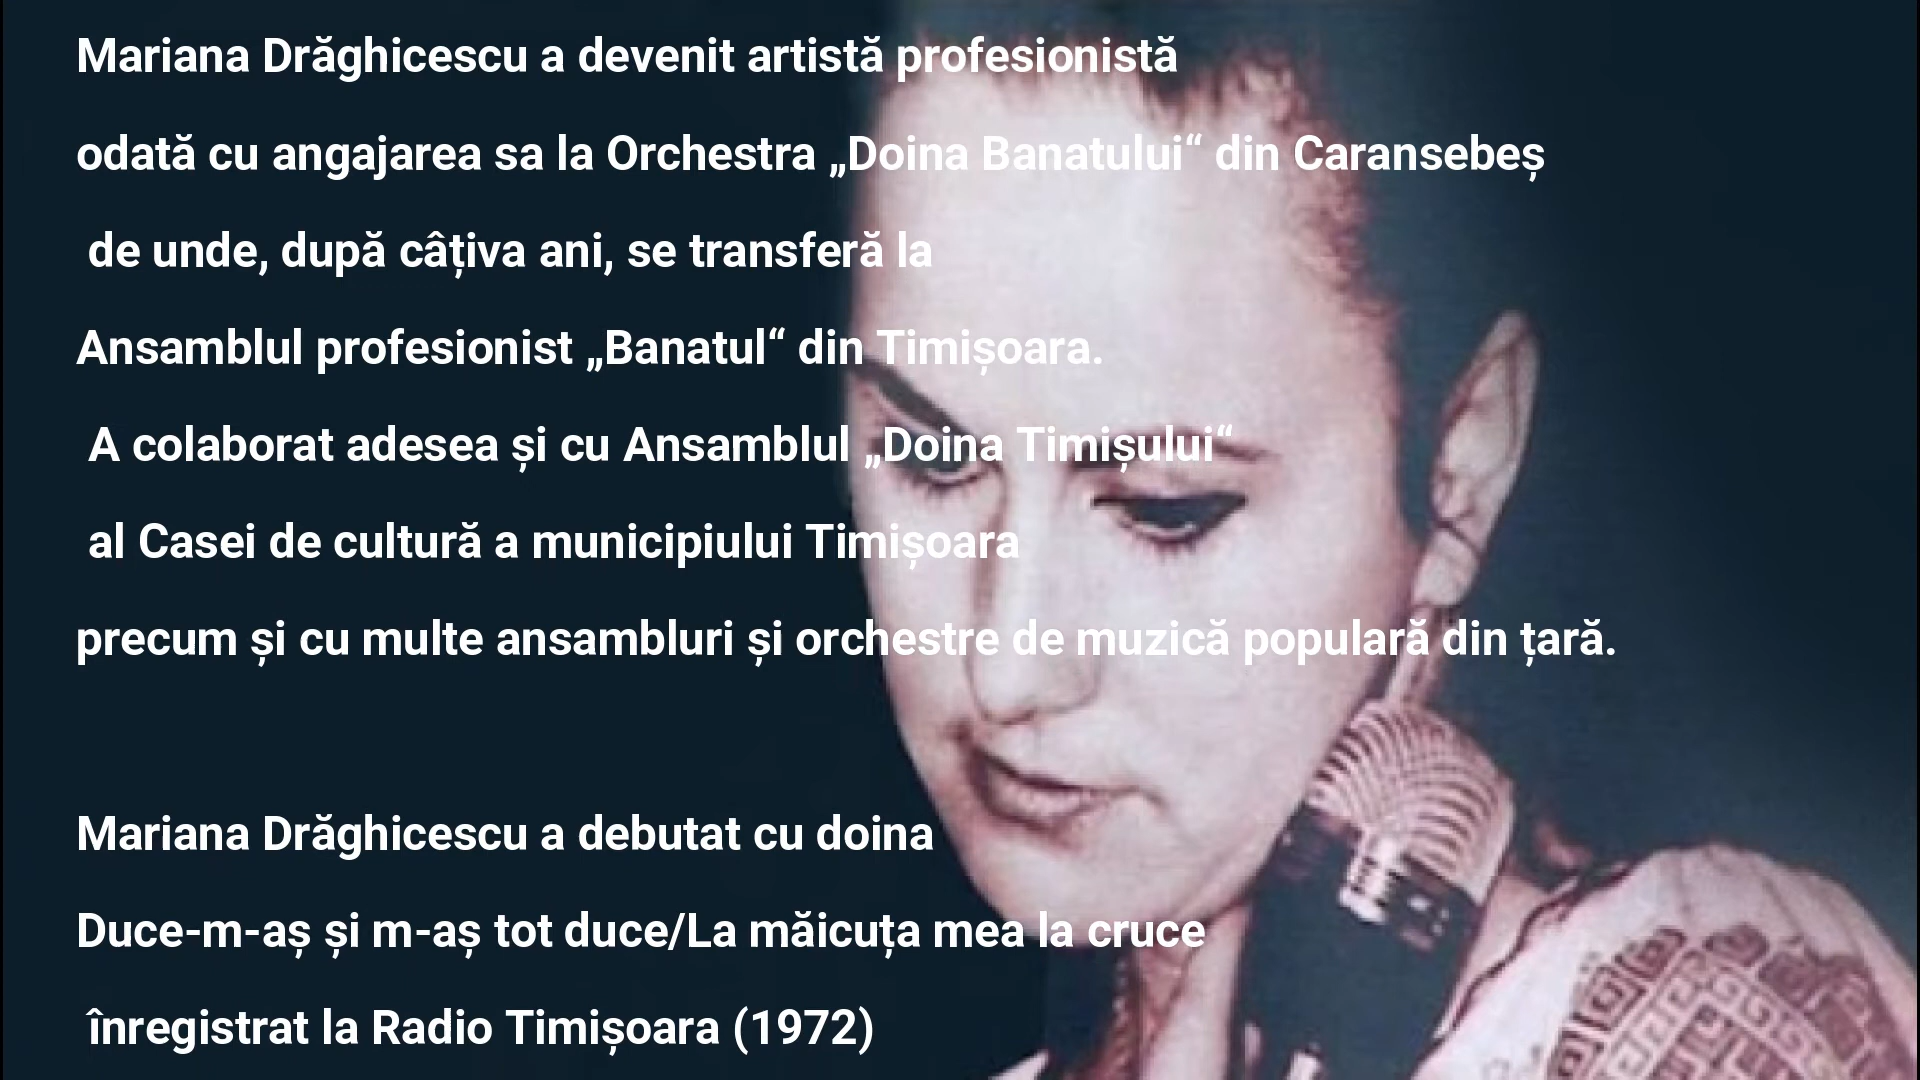 Mariana Drăghicescu a devenit artistă profesionistă
odată cu angajarea sa la Orchestra „Doina Banatului“ din Caransebeș
de unde, după câțiva ani, se transferă la
Ansamblul profesionist „Banatul“ din Timișoara.
A colaborat adesea și cu Ansamblul „Doina Timișului“
al Casei de cultură a municipiului Timișoara
precum și cu multe ansambluri și orchestre de muzică populară din țară.
Mariana Drăghicescu a debutat cu doina
Duce-m-aș și m-aș tot duce/La măicuța mea la cruce
înregistrat la Radio Timișoara (1972)